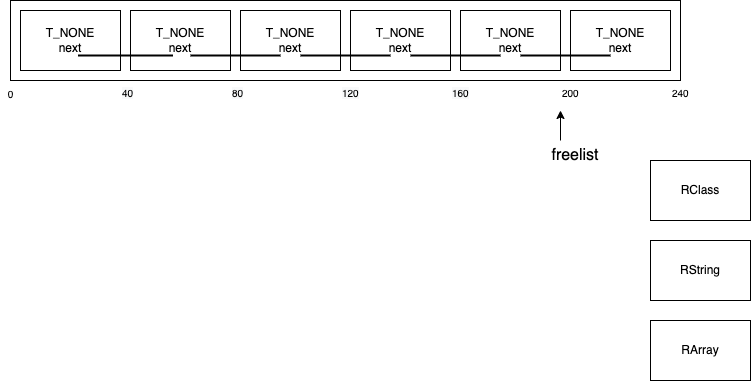 T_NONE T_NONE T_NONE T_NONE T_NONE T_NONE
next next next next next next
0 40 80 120 160 200 240
freelist
RClass
RString
RArray